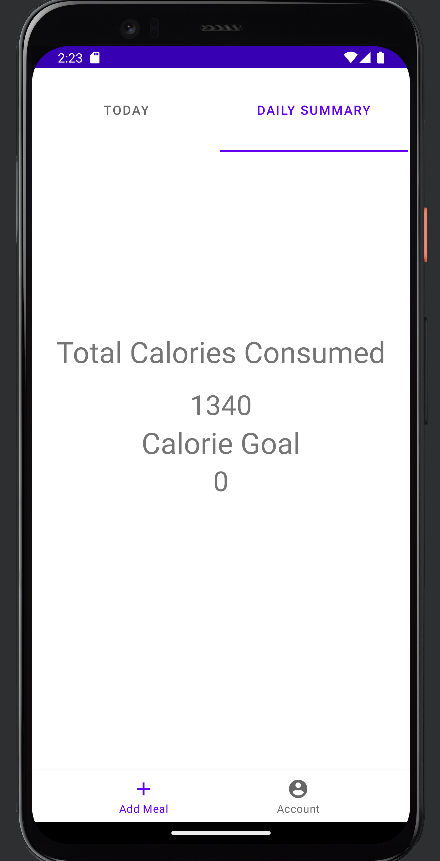 2:23
TODAY
DAILY SUMMARY
Total Calories Consumed
1340
Calorie Goal
0
Add Meal
Account